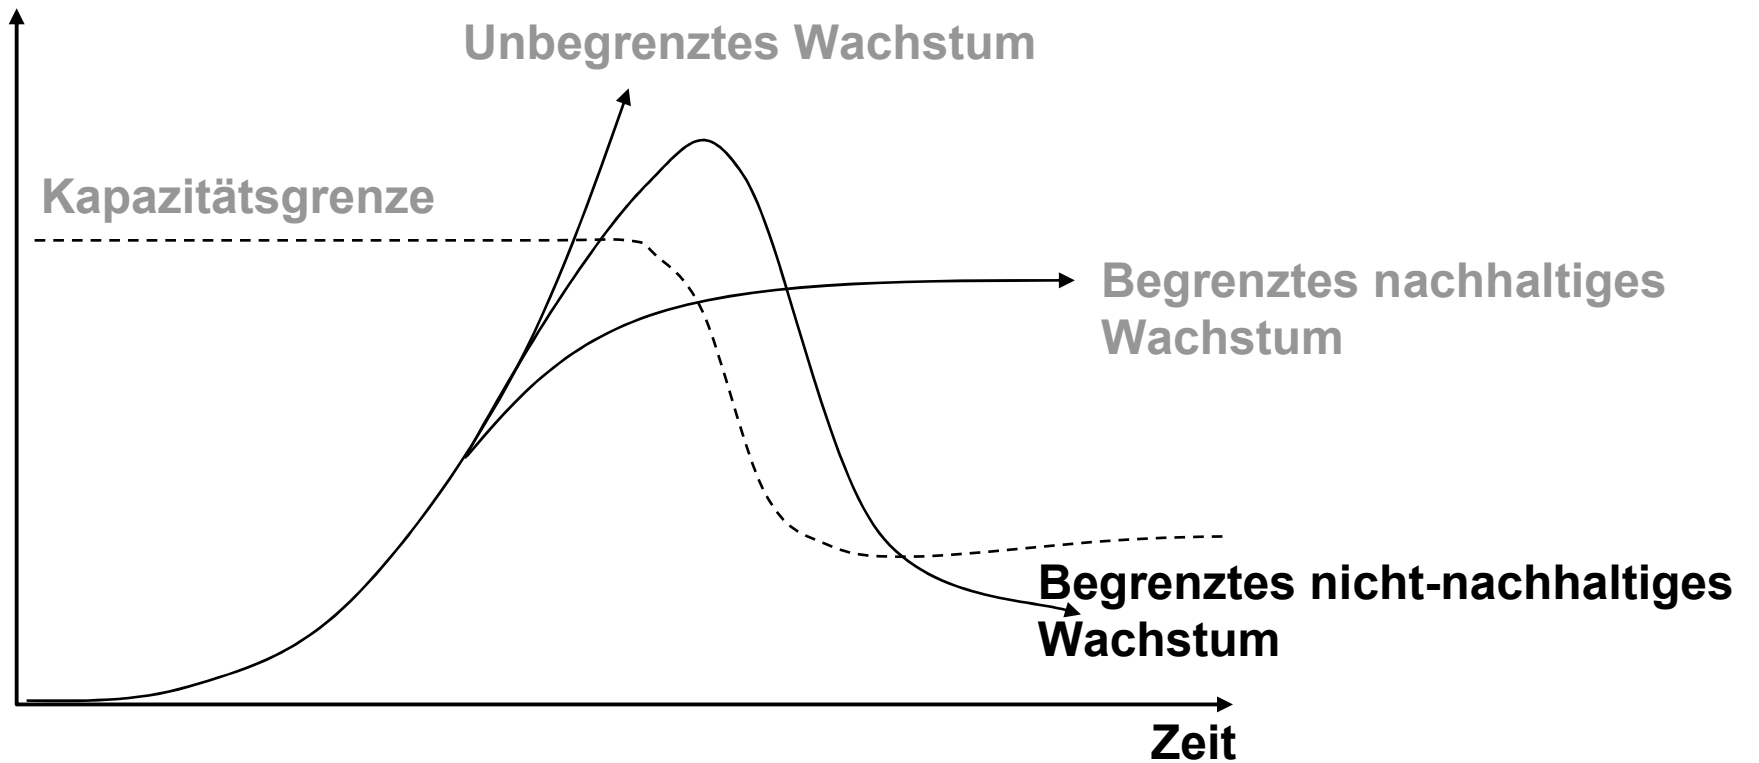 Unbegrenztes Wachstum
Kapazitätsgrenze
Begrenztes nachhaltiges
Wachstum
Begrenztes nicht-nachhaltiges
Wachstum
Zeit